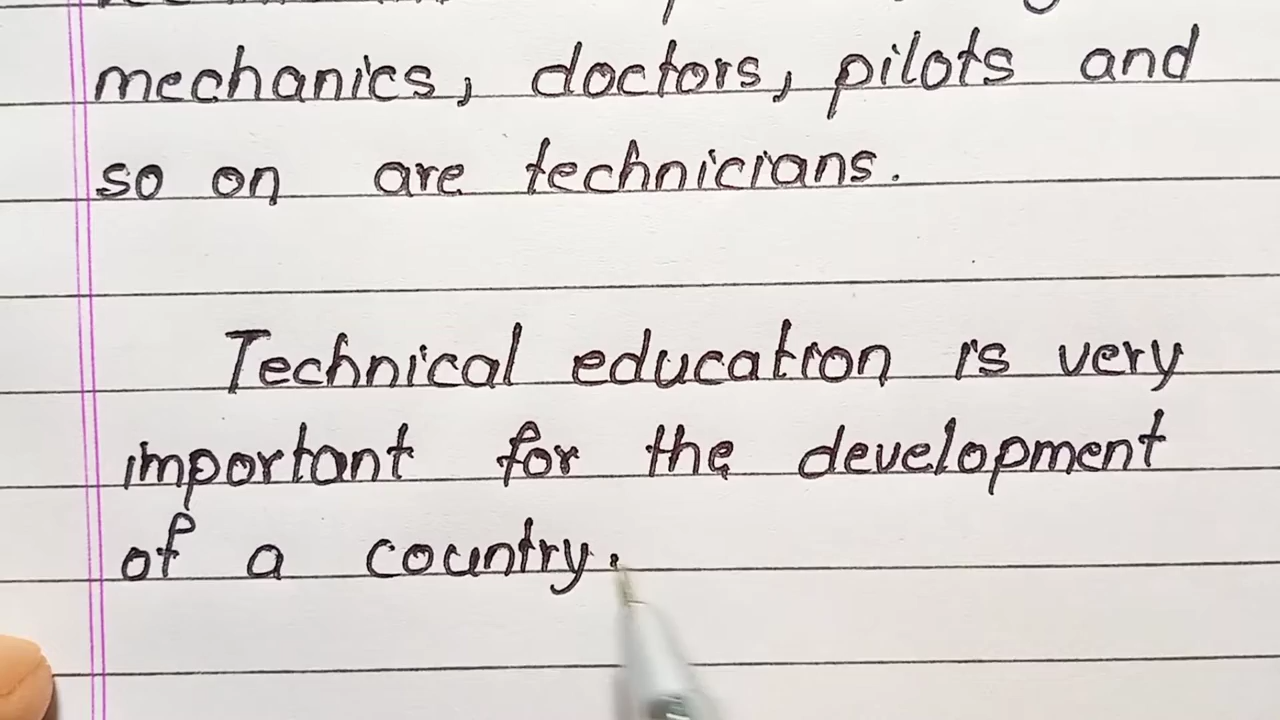 mechanics, doctors, pilots and
so on are technicians.
Technical education is very
important for the development
of a country.